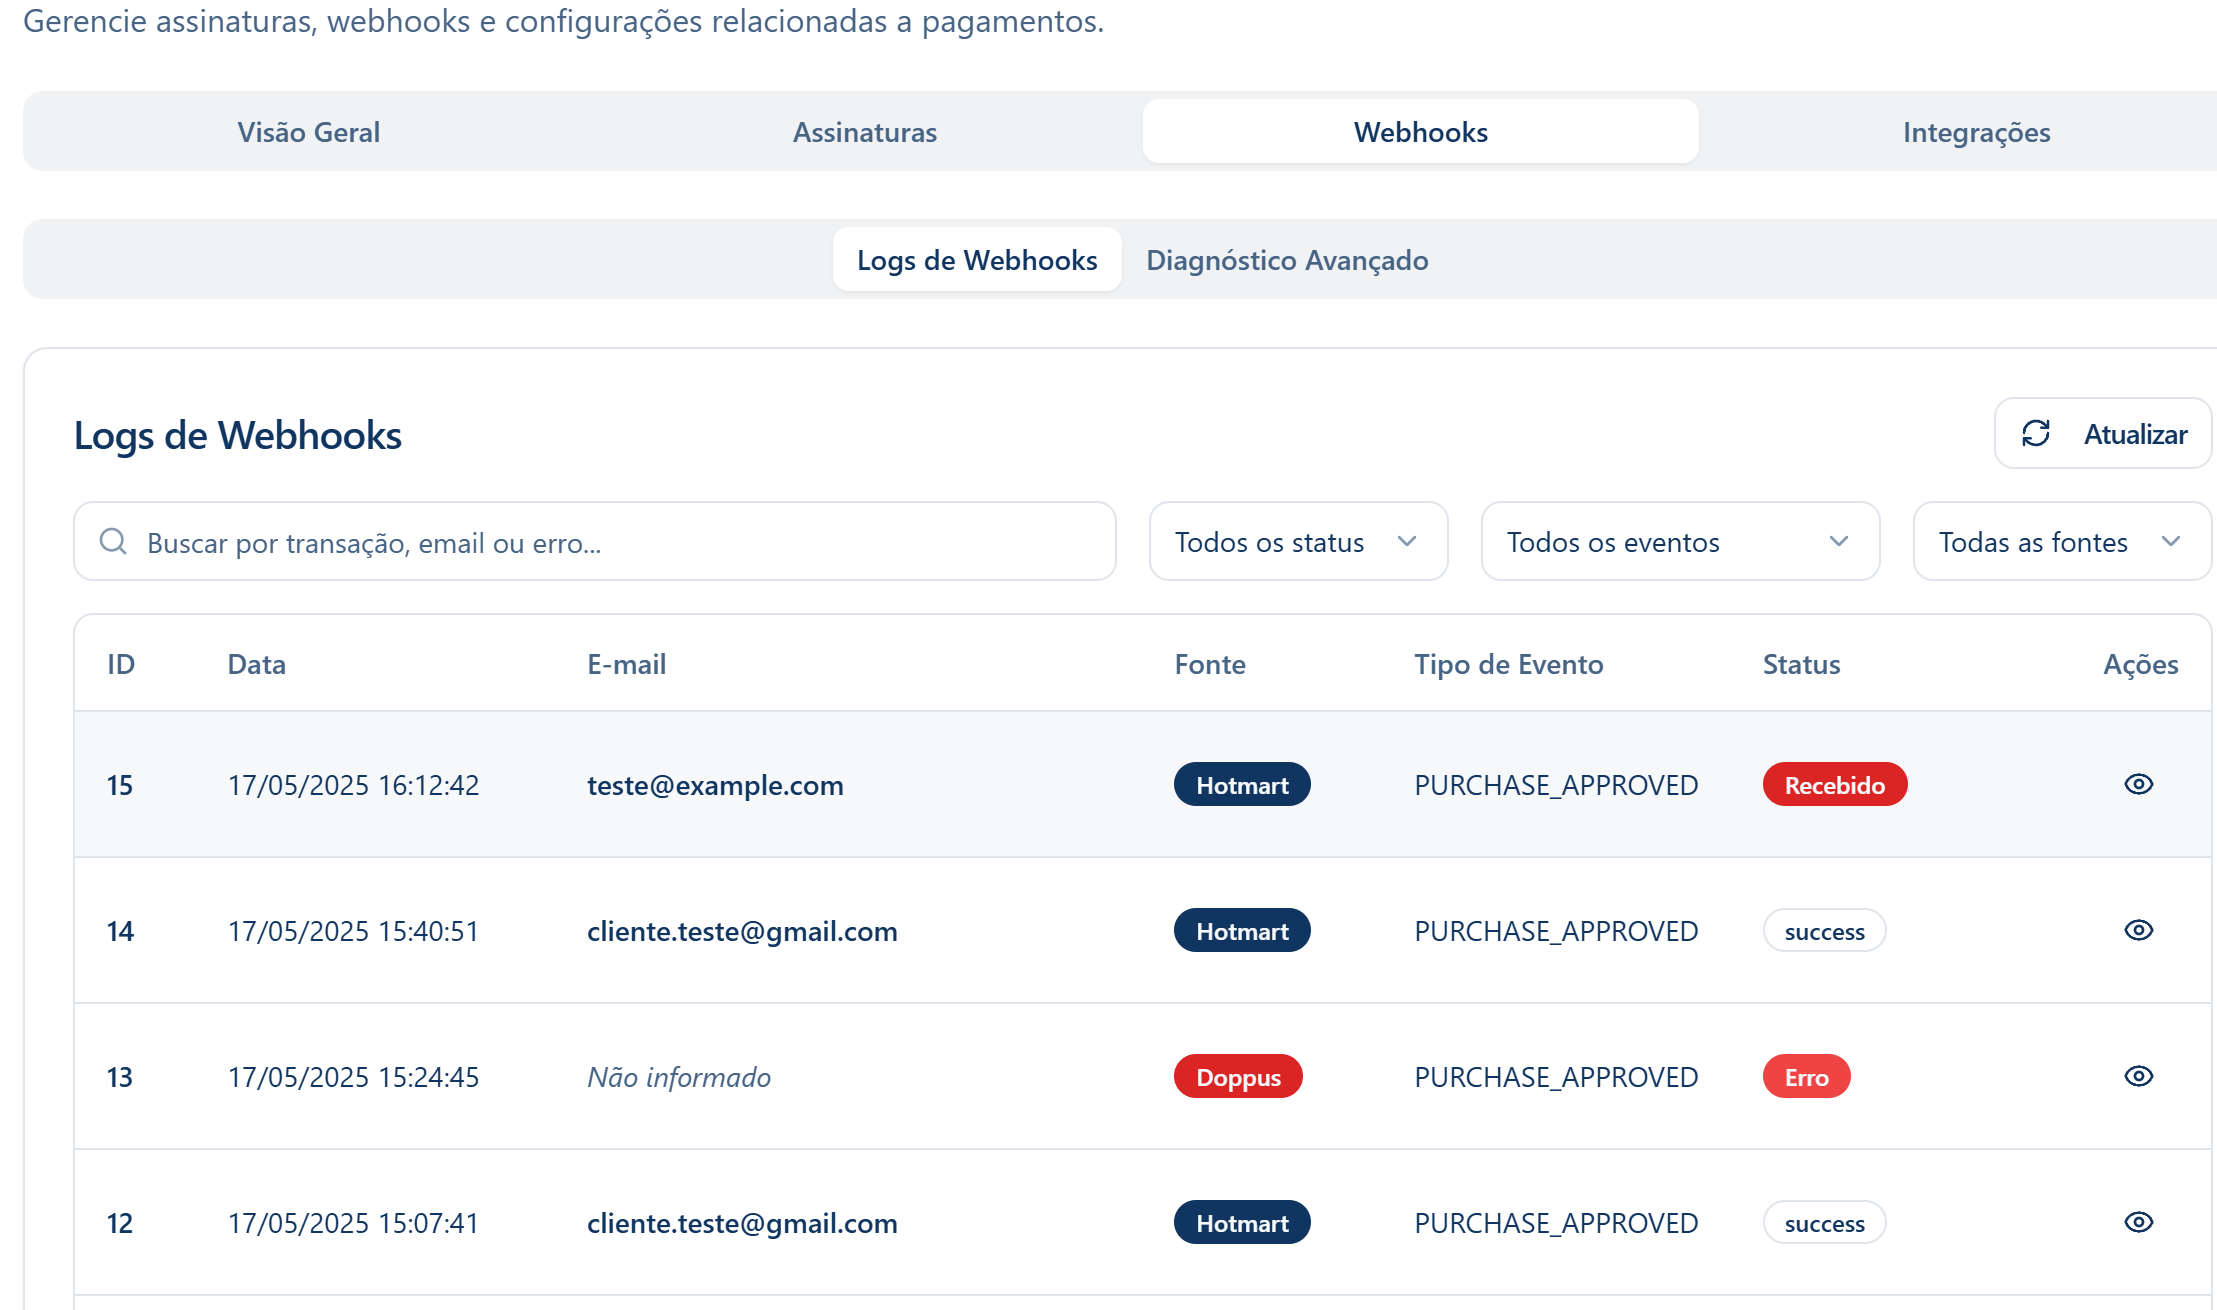 Gerencie assinaturas, webhooks e configurações relacionadas a pagamentos.
Visão Geral Assinaturas Webhooks Integrações
Logs de Webhooks Diagnóstico Avançado
Logs de Webhooks Atualizar
Buscar por transação, email ou erro... Todos os status Todos os eventos Todas as fontes
ID Data E-mail Fonte Tipo de Evento Status Ações
15 17/05/2025 16:12:42 teste@example.com Hotmart PURCHASE_APPROVED Recebido
14 17/05/2025 15:40:51 cliente.teste@gmail.com Hotmart PURCHASE_APPROVED success
13 17/05/2025 15:24:45 Não informado Doppus PURCHASE_APPROVED Erro
12 17/05/2025 15:07:41 cliente.teste@gmail.com Hotmart PURCHASE_APPROVED success